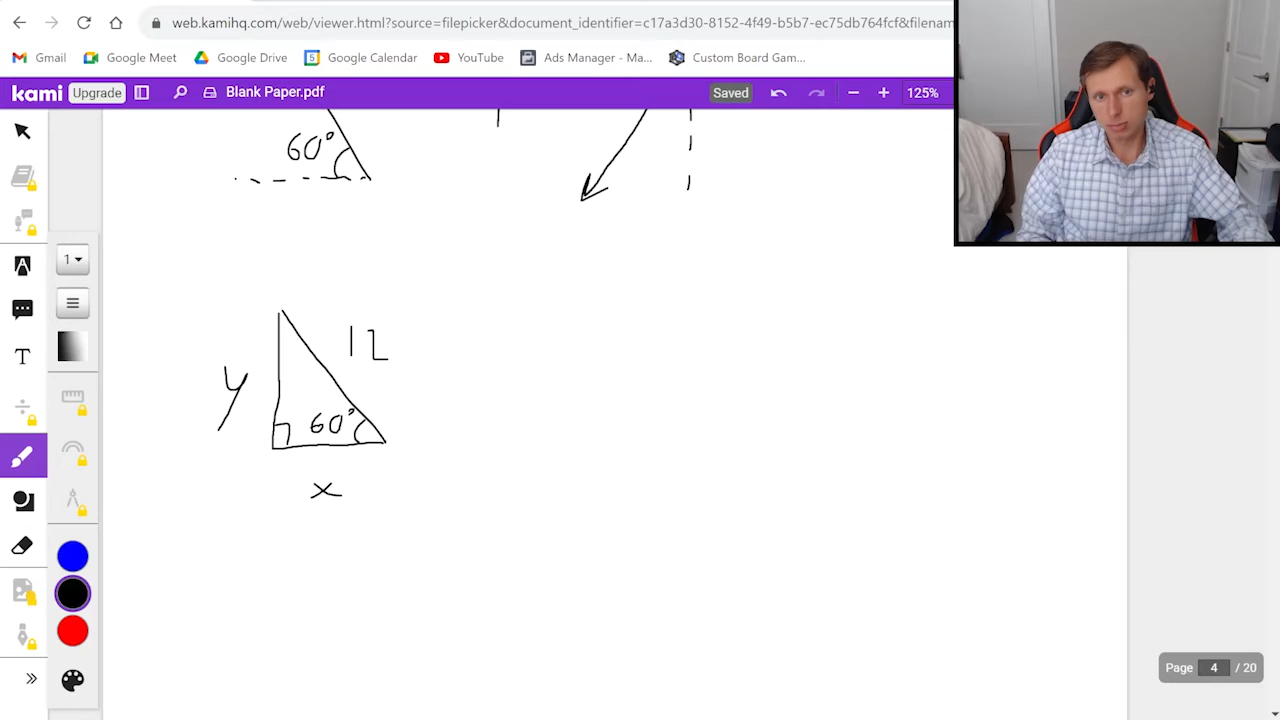 web.kamihq.com/web/viewer.html?source=filepicker&document_identifier=c17a3d30-8152-4f49-b5b7-ec75db764fcf&filenam
Gmail Google Meet Google Drive 5 Google Calendar YouTube Ads Manager - Ma... Custom Board Gam...
kami Upgrade Blank Paper.pdf Saved 125%
60°
1
A
T
12
y
60°
x
Page 4 / 20